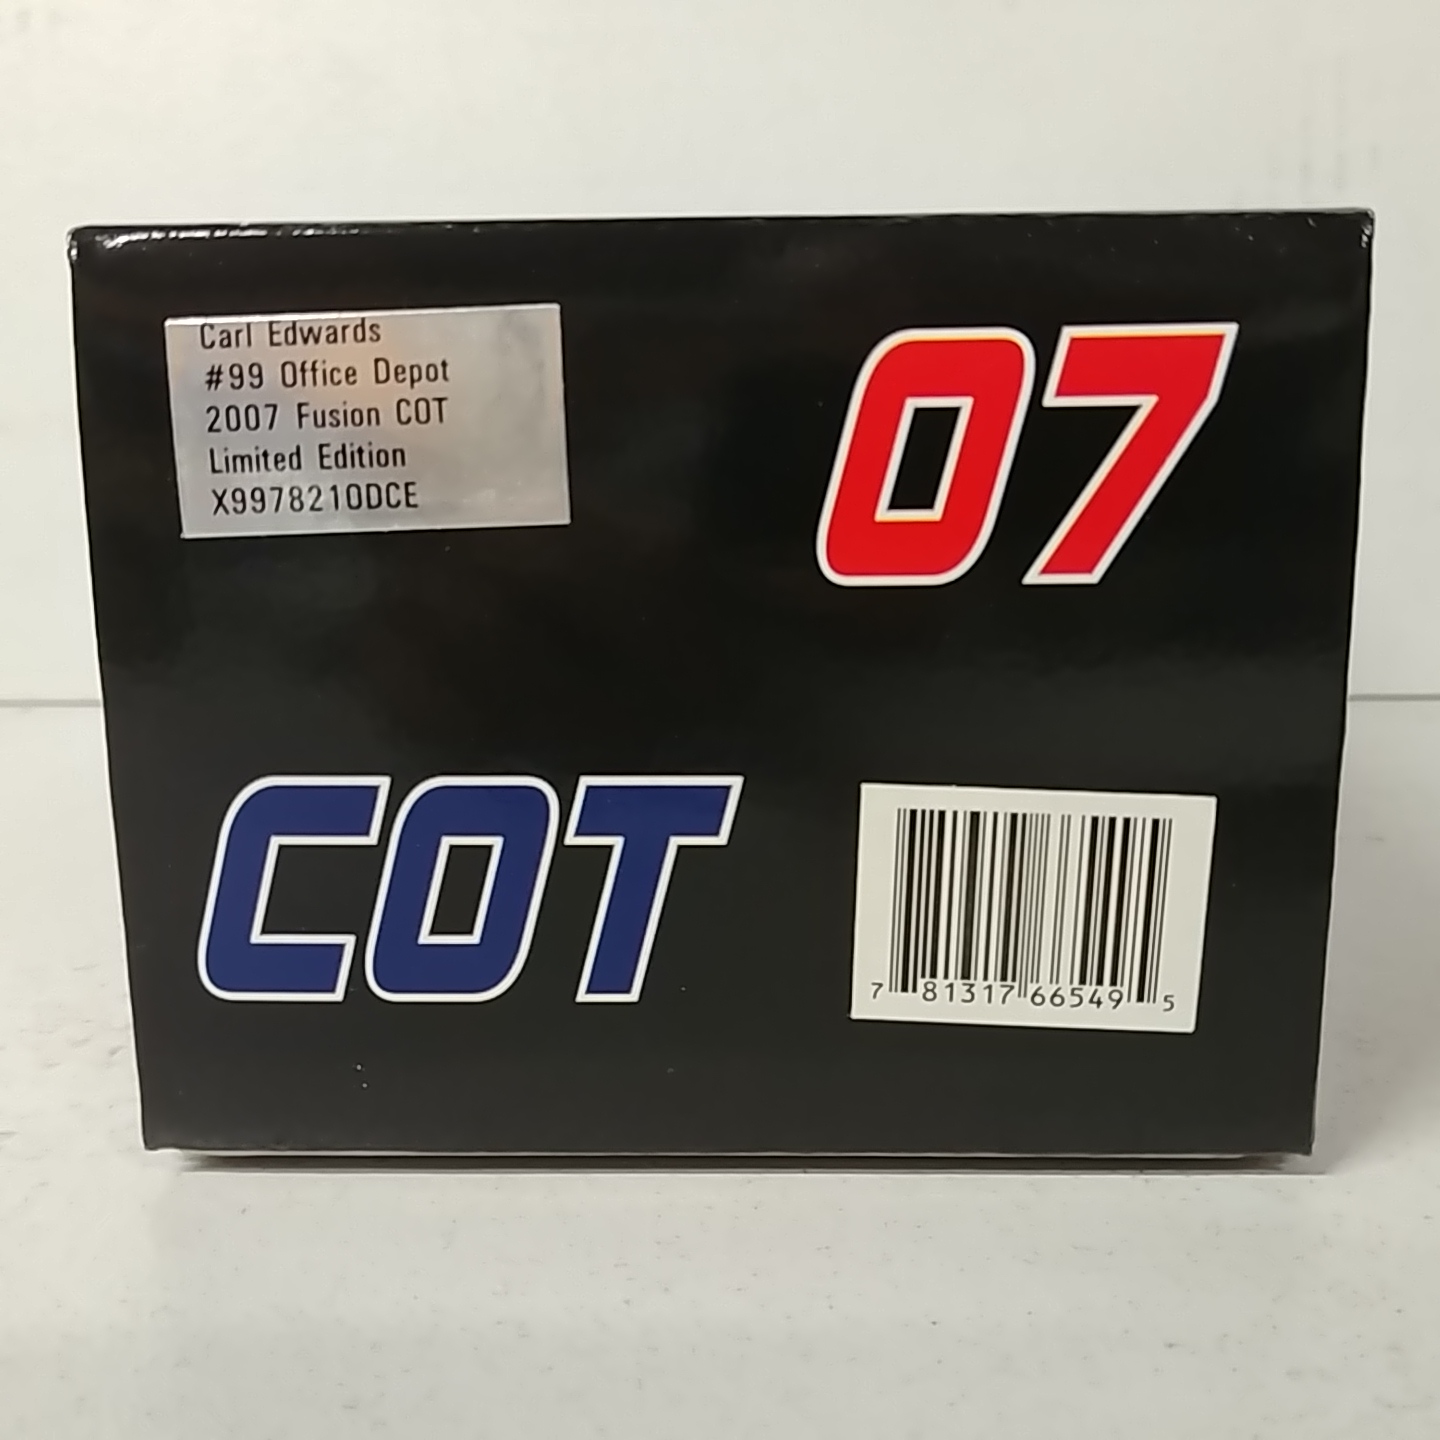 Carl Edwards
#99 Office Depot
2007 Fusion COT
Limited Edition
X9978210DCE
07
COT
7 81317 66549 5